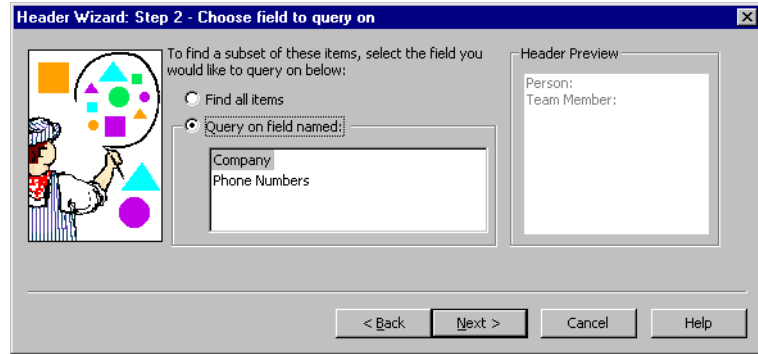 Header Wizard: Step 2 - Choose field to query on
To find a subset of these items, select the field you
would like to query on below:
Find all items
Query on field named:
Company
Phone Numbers
Header Preview
Person:
Team Member:
< Back
Next >
Cancel
Help